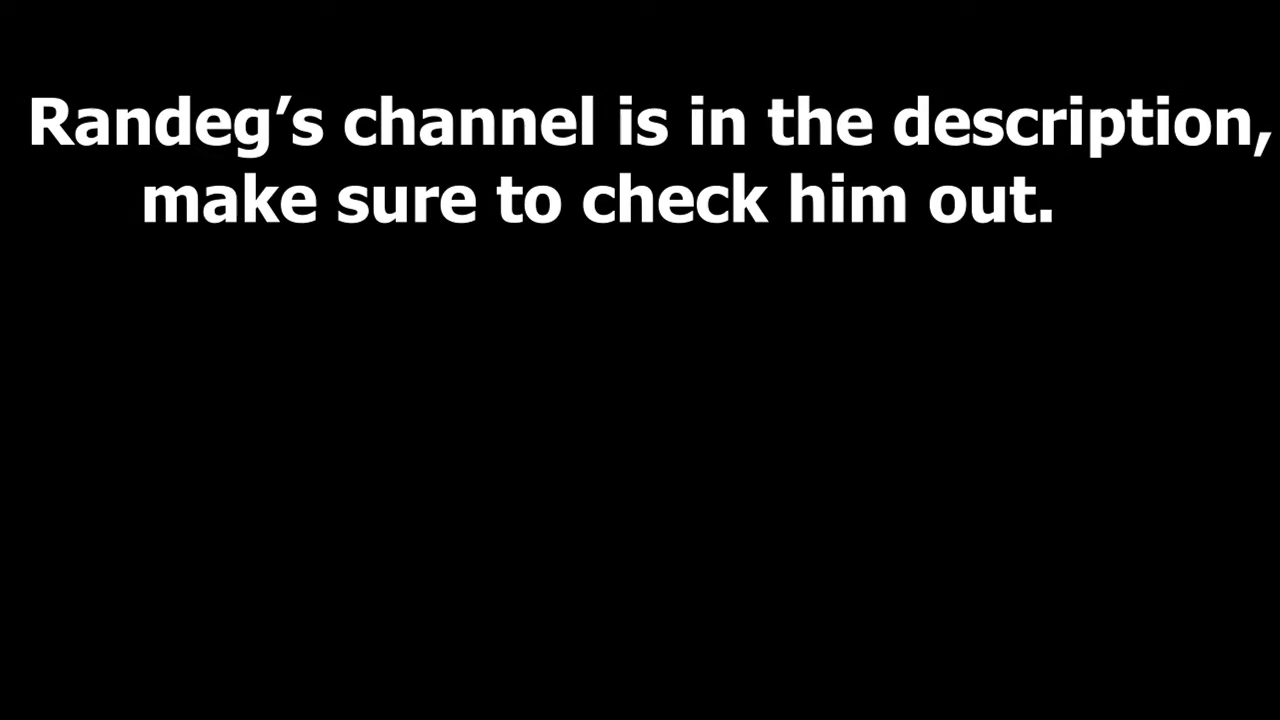 Randeg’s channel is in the description,
make sure to check him out.